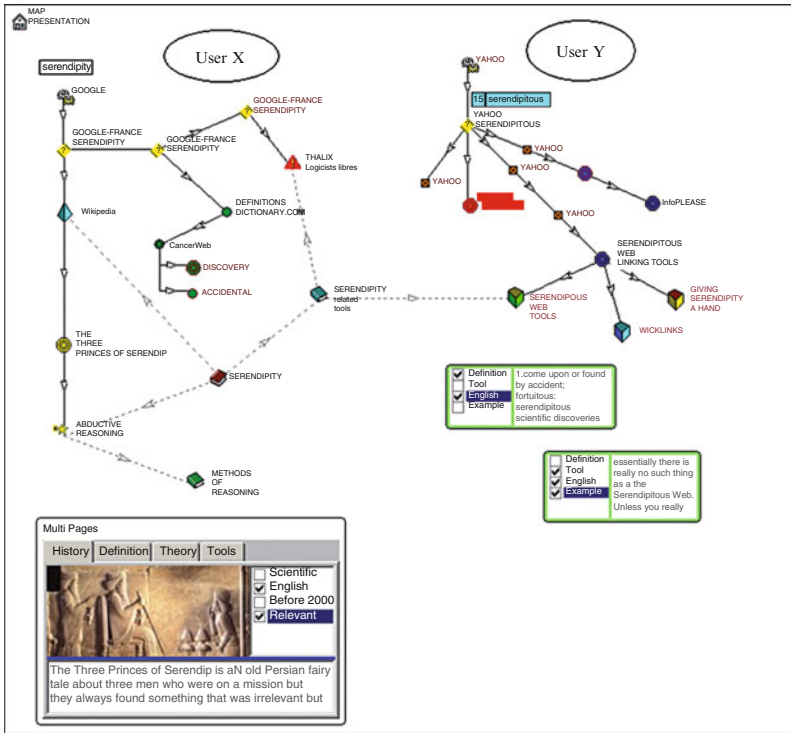 MAP
PRESENTATION
User X
User Y
serendipity
GOOGLE
GOOGLE-FRANCE
SERENDIPITY
GOOGLE-FRANCE
SERENDIPITY
GOOGLE-FRANCE
SERENDIPITY
THALIX
Logicists libres
Wikipedia
DEFINITIONS
DICTIONARY.COM
CancerWeb
DISCOVERY
ACCIDENTAL
SERENDIPITY
related
tools
THE
THREE
PRINCES OF SERENDIP
SERENDIPITY
ABDUCTIVE
REASONING
METHODS
OF
REASONING
YAHOO
15 serendipitous
YAHOO
SERENDIPITOUS
YAHOO
YAHOO
YAHOO
YAHOO
InfoPLEASE
SERENDIPITOUS
WEB
LINKING TOOLS
SERENDIPOUS
WEB
TOOLS
GIVING
SERENDIPITY
A HAND
WICKLINKS
Definition
Tool
English
Example
1.come upon or found
by accident;
fortuitous:
serendipitous
scientific discoveries
Definition
Tool
English
Example
essentially there is
really no such thing
as a the
Serendipitous Web.
Unless you really
Multi Pages
History Definition Theory Tools
Scientific
English
Before 2000
Relevant
The Three Princes of Serendip is aN old Persian fairy
tale about three men who were on a mission but
they always found something that was irrelevant but